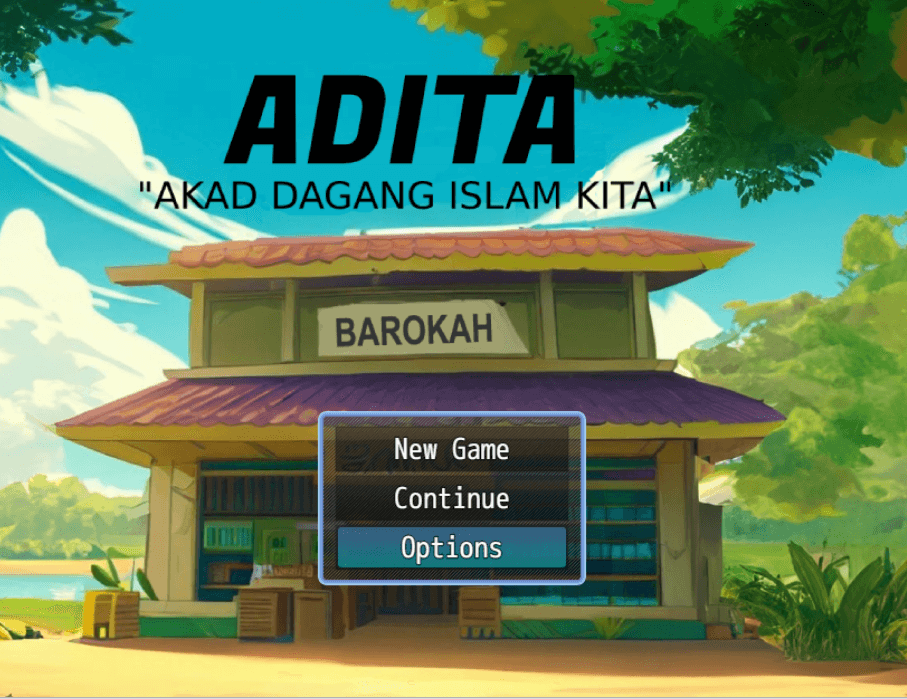 ADITA
"AKAD DAGANG ISLAM KITA"
BAROKAH
New Game
Continue
Options